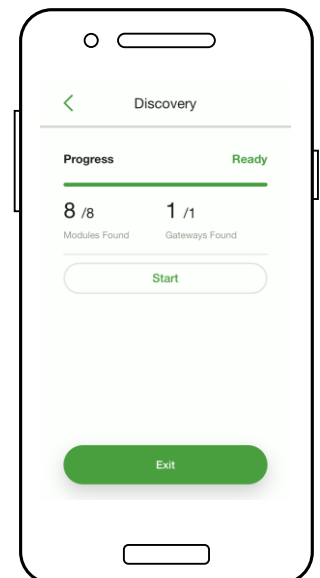 Discovery
Progress Ready
8 /8 1 /1
Modules Found Gateways Found
Start
Exit